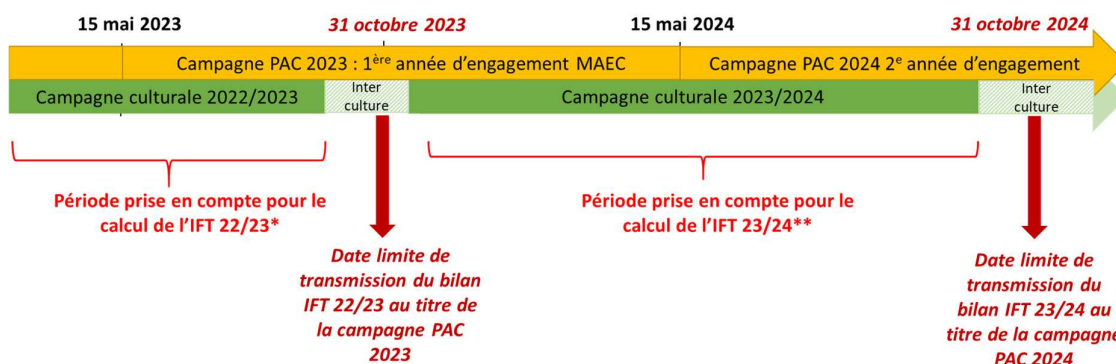 15 mai 2023
31 octobre 2023
15 mai 2024
31 octobre 2024
Campagne PAC 2023 : 1ère année d'engagement MAEC
Campagne PAC 2024 2e année d'engagement
Campagne culturale 2022/2023
Inter
culture
Campagne culturale 2023/2024
Inter
culture
Période prise en compte pour le
calcul de l'IFT 22/23*
Période prise en compte pour le
calcul de l'IFT 23/24**
Date limite de
transmission du bilan
IFT 22/23 au titre de
la campagne PAC
2023
Date limite de
transmission du
bilan IFT 23/24 au
titre de la campagne
PAC 2024